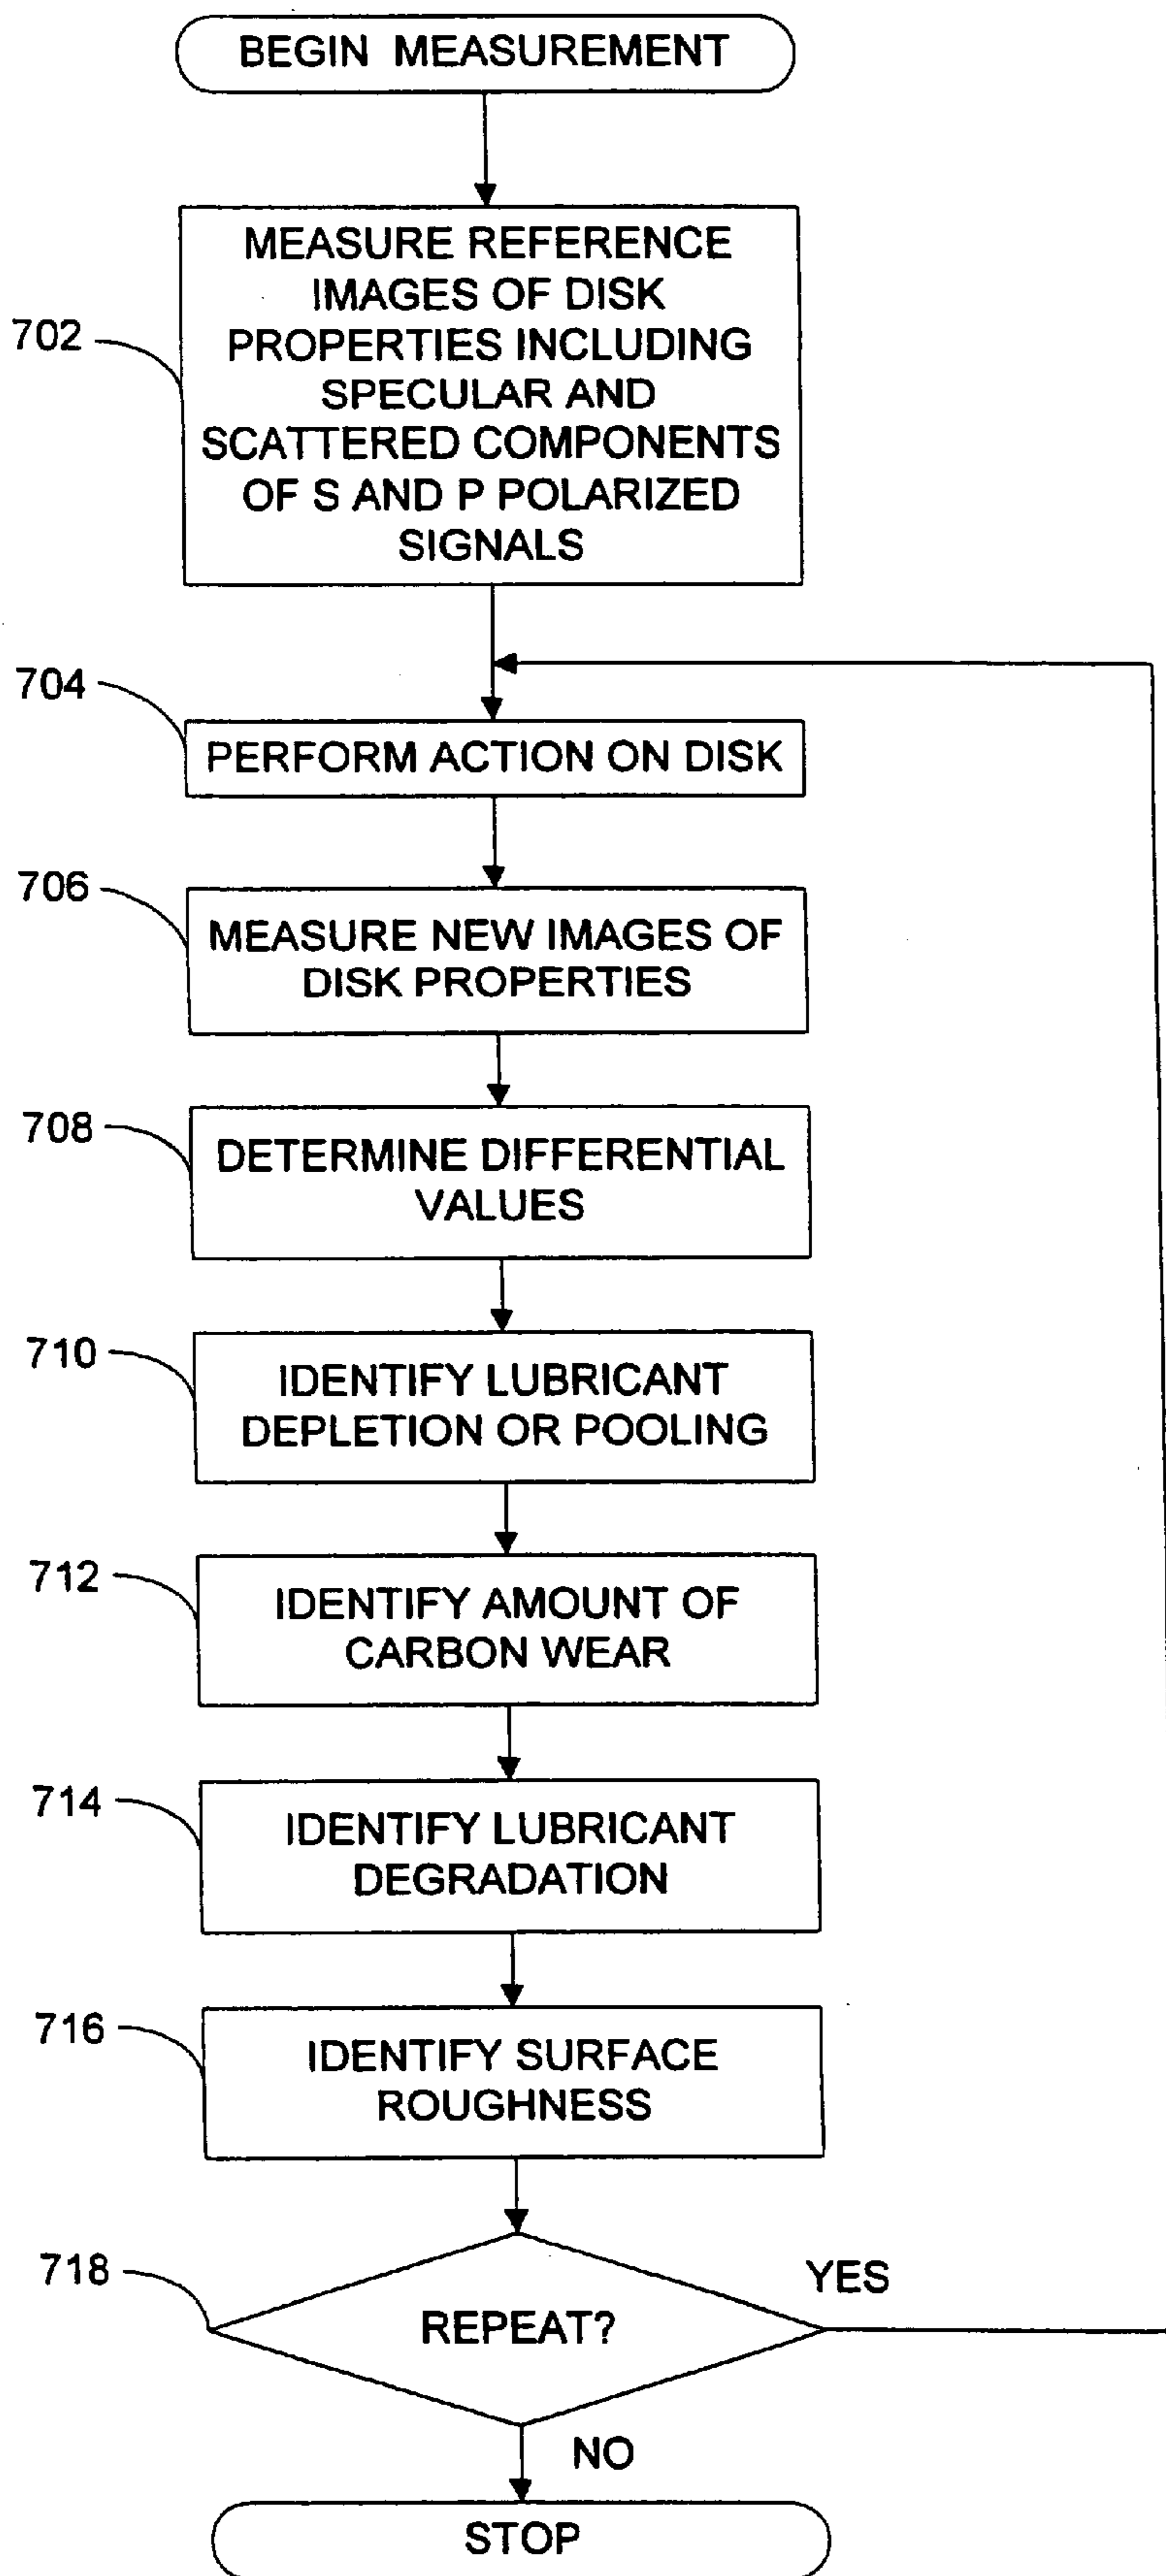 BEGIN MEASUREMENT
702
MEASURE REFERENCE
IMAGES OF DISK
PROPERTIES INCLUDING
SPECULAR AND
SCATTERED COMPONENTS
OF S AND P POLARIZED
SIGNALS
704
PERFORM ACTION ON DISK
706
MEASURE NEW IMAGES OF
DISK PROPERTIES
708
DETERMINE DIFFERENTIAL
VALUES
710
IDENTIFY LUBRICANT
DEPLETION OR POOLING
712
IDENTIFY AMOUNT OF
CARBON WEAR
714
IDENTIFY LUBRICANT
DEGRADATION
716
IDENTIFY SURFACE
ROUGHNESS
718
REPEAT?
YES
NO
STOP